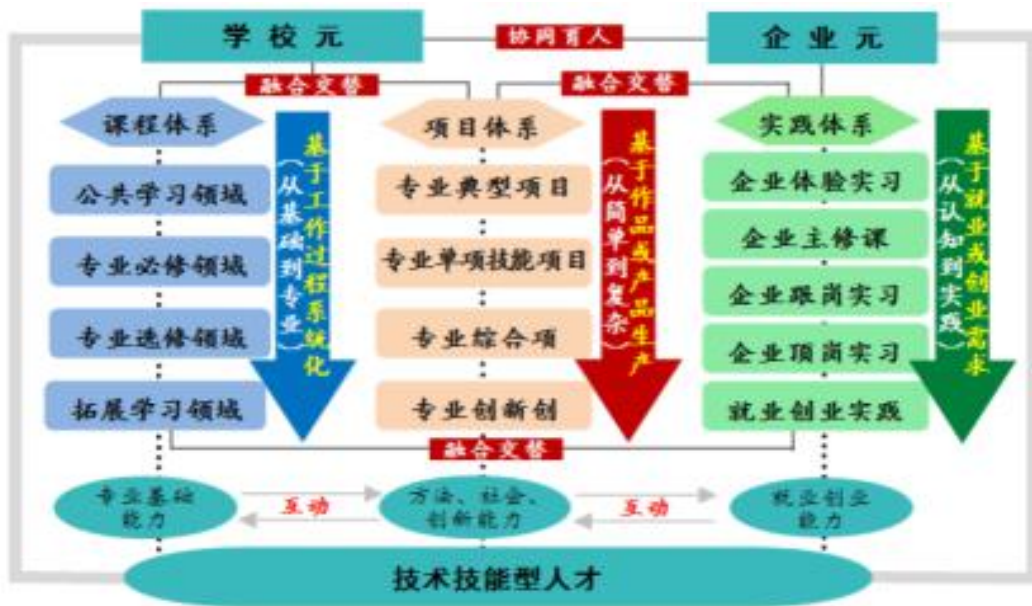 学校元
协同育人
企业元
融合交替
融合交替
课程体系
项目体系
实践体系
公共学习领域
专业必修领域
专业选修领域
拓展学习领域
基于工作过程系统化
（从基础到专业）
专业典型项目
专业单项技能项目
专业综合项
专业创新创
基于作品或产品生产
（从简单到复杂）
企业体验实习
企业主修课
企业跟岗实习
企业顶岗实习
就业创业实践
基于就业或创业需求
（从认知到实践）
融合交替
专业基础
能力
互动
方法、社会、
创新能力
互动
就业创业
能力
技术技能型人才